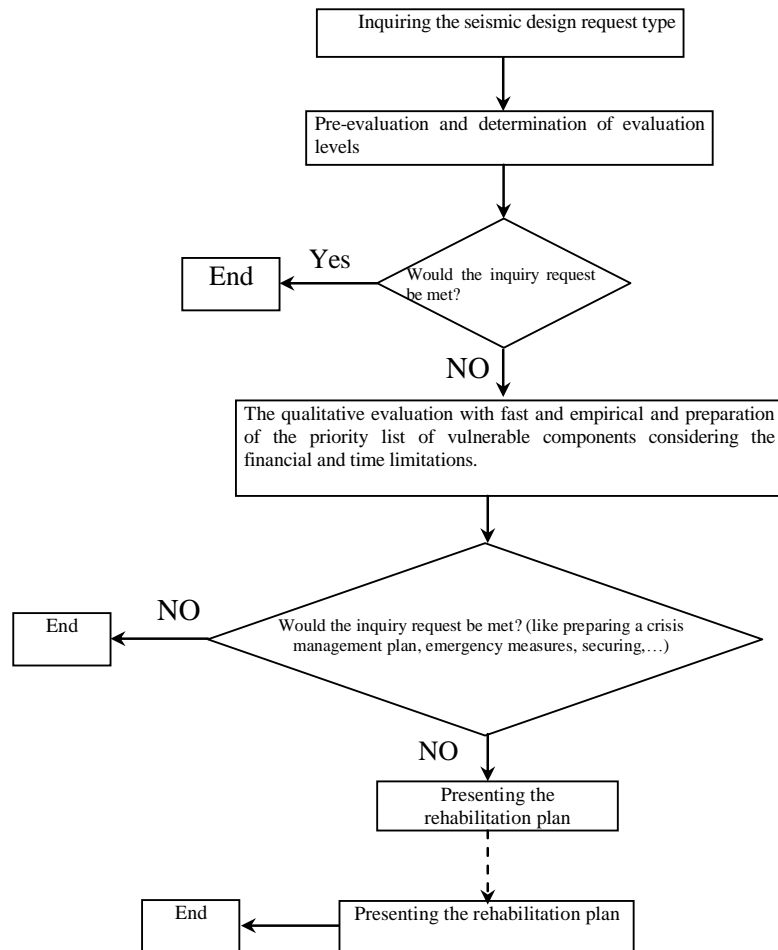 Inquiring the seismic design request type
Pre-evaluation and determination of evaluation
levels
Would the inquiry request
be met?
Yes
End
NO
The qualitative evaluation with fast and empirical and preparation
of the priority list of vulnerable components considering the
financial and time limitations.
Would the inquiry request be met? (like preparing a crisis
management plan, emergency measures, securing,…)
NO
End
NO
Presenting the
rehabilitation plan
Presenting the rehabilitation plan
End